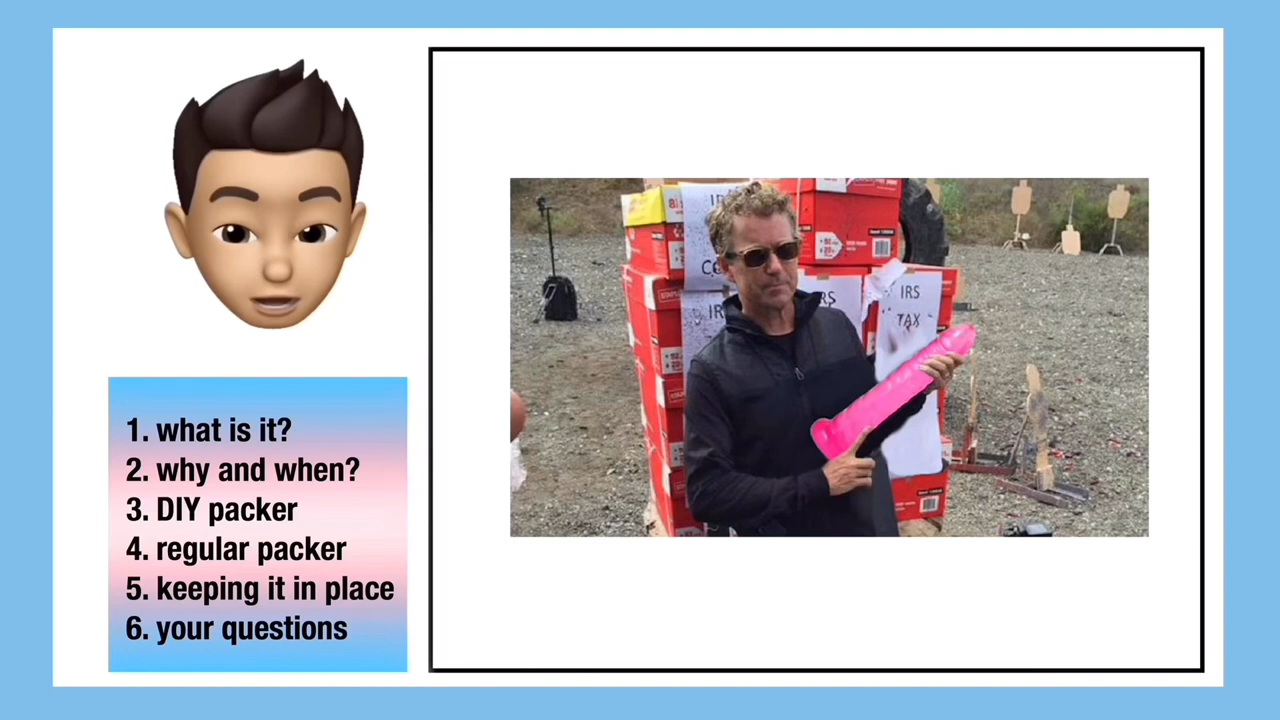 1. what is it?
2. why and when?
3. DIY packer
4. regular packer
5. keeping it in place
6. your questions
IRS
TAX